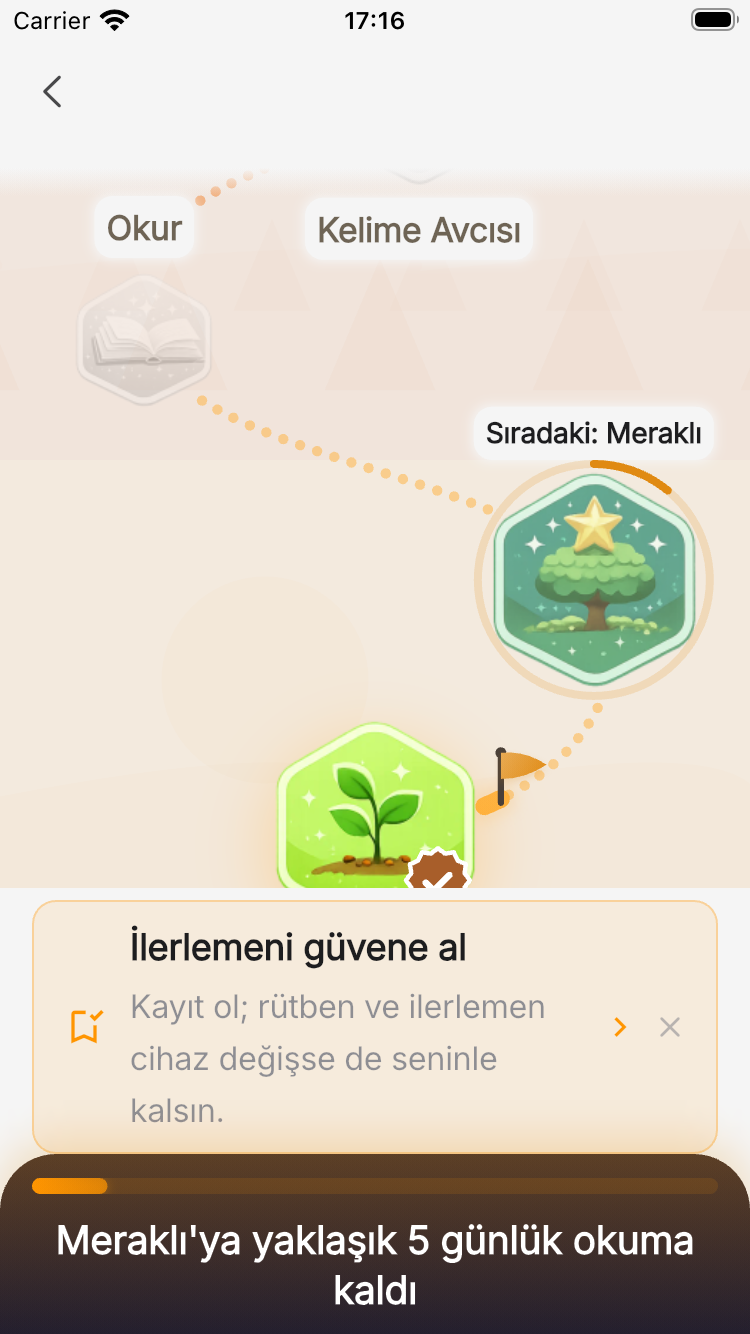 Carrier
17:16
Okur
Kelime Avcısı
Sıradaki: Meraklı
İlerlemeni güvene al
Kayıt ol; rütben ve ilerlemen
cihaz değişse de seninle
kalsın.
Meraklı'ya yaklaşık 5 günlük okuma
kaldı